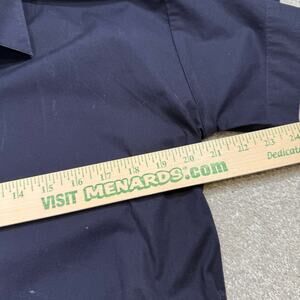 14 15 16 17 18 19 20 21 22 23 24
VISIT MENARDS.com Dedicat